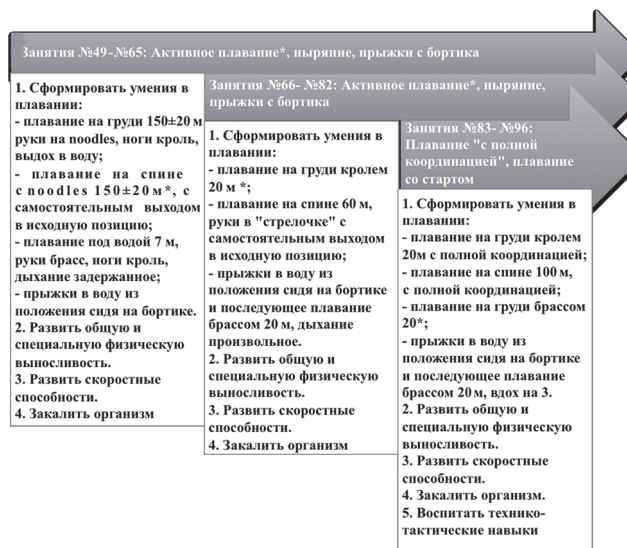 Занятия №49-№65: Активное плавание*, ныряние, прыжки с бортика
1. Сформировать умения в
плавании:
- плавание на груди 150±20 м
руки на noodles, ноги кроль,
выдох в воду;
- плавание на спине
с noodles 150±20 м*, с
самостоятельным выходом
в исходную позицию;
- плавание под водой 7 м,
руки брасс, ноги кроль,
дыхание задержанное;
- прыжки в воду из
положения сидя на бортике.
2. Развить общую и
специальную физическую
выносливость.
3. Развить скоростные
способности.
4. Закалить организм
Занятия №66- №82: Активное плавание*, ныряние,
прыжки с бортика
1. Сформировать умения в
плавании:
- плавание на груди кролем
20 м *;
- плавание на спине 60 м,
руки в "стрелочке" с
самостоятельным выходом
в исходную позицию;
- прыжки в воду из
положения сидя на бортике
и последующее плавание
брассом 20 м, дыхание
произвольное.
2. Развить общую и
специальную физическую
выносливость.
3. Развить скоростные
способности.
4. Закалить организм
Занятия №83- №96:
Плавание "с полной
координацией", плавание
со стартом
1. Сформировать умения в
плавании:
- плавание на груди кролем
20м с полной координацией;
- плавание на спине 100 м,
с полной координацией;
- плавание на груди брассом
20*;
- прыжки в воду из
положения сидя на бортике
и последующее плавание
брассом 20 м, вдох на 3.
2. Развить общую и
специальную физическую
выносливость.
3. Развить скоростные
способности.
4. Закалить организм.
5. Воспитать технико-
тактические навыки